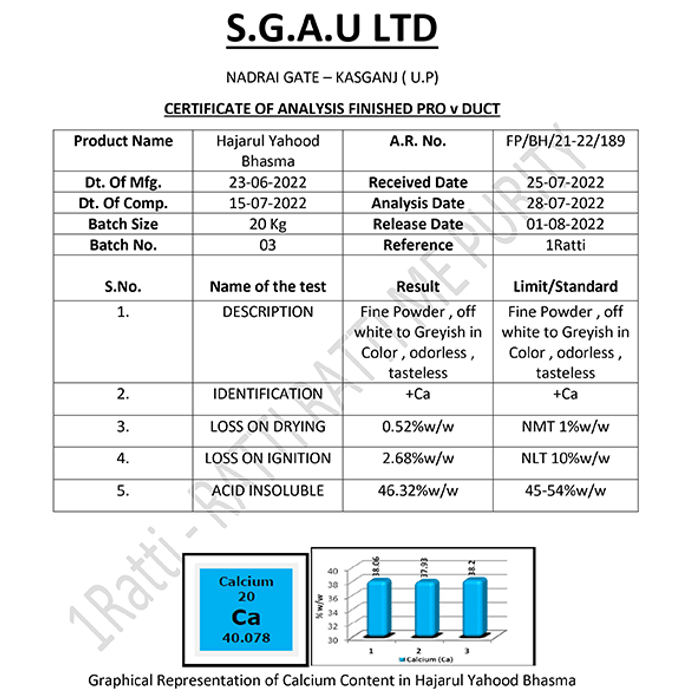 S.G.A.U LTD
NADRAI GATE – KASGANJ ( U.P)
CERTIFICATE OF ANALYSIS FINISHED PRO v DUCT
Product Name Hajarul Yahood Bhasma A.R. No. FP/BH/21-22/189
Dt. Of Mfg. 23-06-2022 Received Date 25-07-2022
Dt. Of Comp. 15-07-2022 Analysis Date 28-07-2022
Batch Size 20 Kg Release Date 01-08-2022
Batch No. 03 Reference 1Ratti
S.No. Name of the test Result Limit/Standard
1. DESCRIPTION Fine Powder , off white to Greyish in Color , odorless , tasteless Fine Powder , off white to Greyish in Color , odorless , tasteless
2. IDENTIFICATION +Ca +Ca
3. LOSS ON DRYING 0.52%w/w NMT 1%w/w
4. LOSS ON IGNITION 2.68%w/w NLT 10%w/w
5. ACID INSOLUBLE 46.32%w/w 45-54%w/w
1Ratti - RATTI RATTI ME PURITY
Calcium
20
Ca
40.078
%w/w
40
38
36
34
32
30
38.06 37.93 38.2
1 2 3
Calcium (Ca)
Graphical Representation of Calcium Content in Hajarul Yahood Bhasma